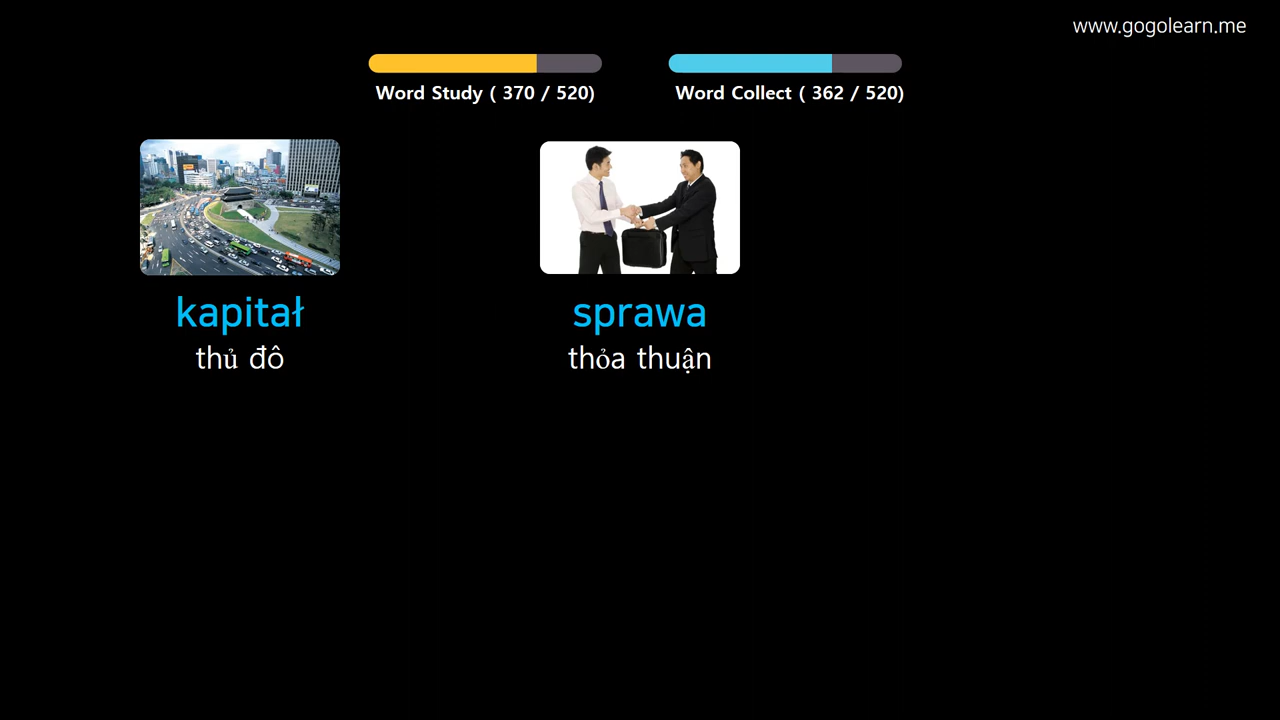 www.gogolearn.me
Word Study ( 370 / 520)
Word Collect ( 362 / 520)
kapitał
thủ đô
sprawa
thỏa thuận